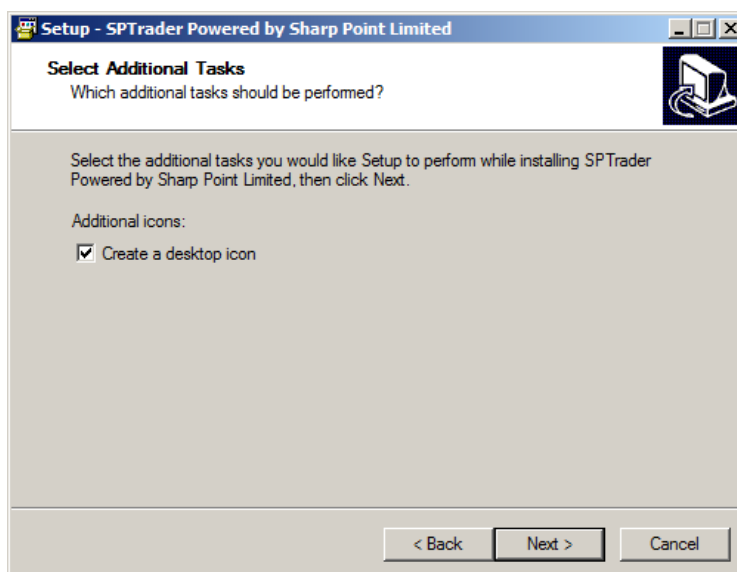 Setup - SPTrader Powered by Sharp Point Limited
Select Additional Tasks
Which additional tasks should be performed?
Select the additional tasks you would like Setup to perform while installing SPTrader
Powered by Sharp Point Limited, then click Next.
Additional icons:
Create a desktop icon
< Back
Next >
Cancel